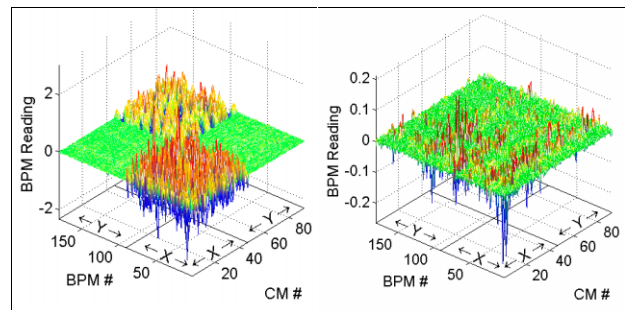 BPM Reading
2
0
-2
150
100
50
BPM #
← Y →
← X →
← X →
← Y →
20
40
60
80
CM #
BPM Reading
0.2
0.1
0
-0.1
-0.2
150
100
50
BPM #
← Y →
← X →
← X →
← Y →
20
40
60
80
CM #